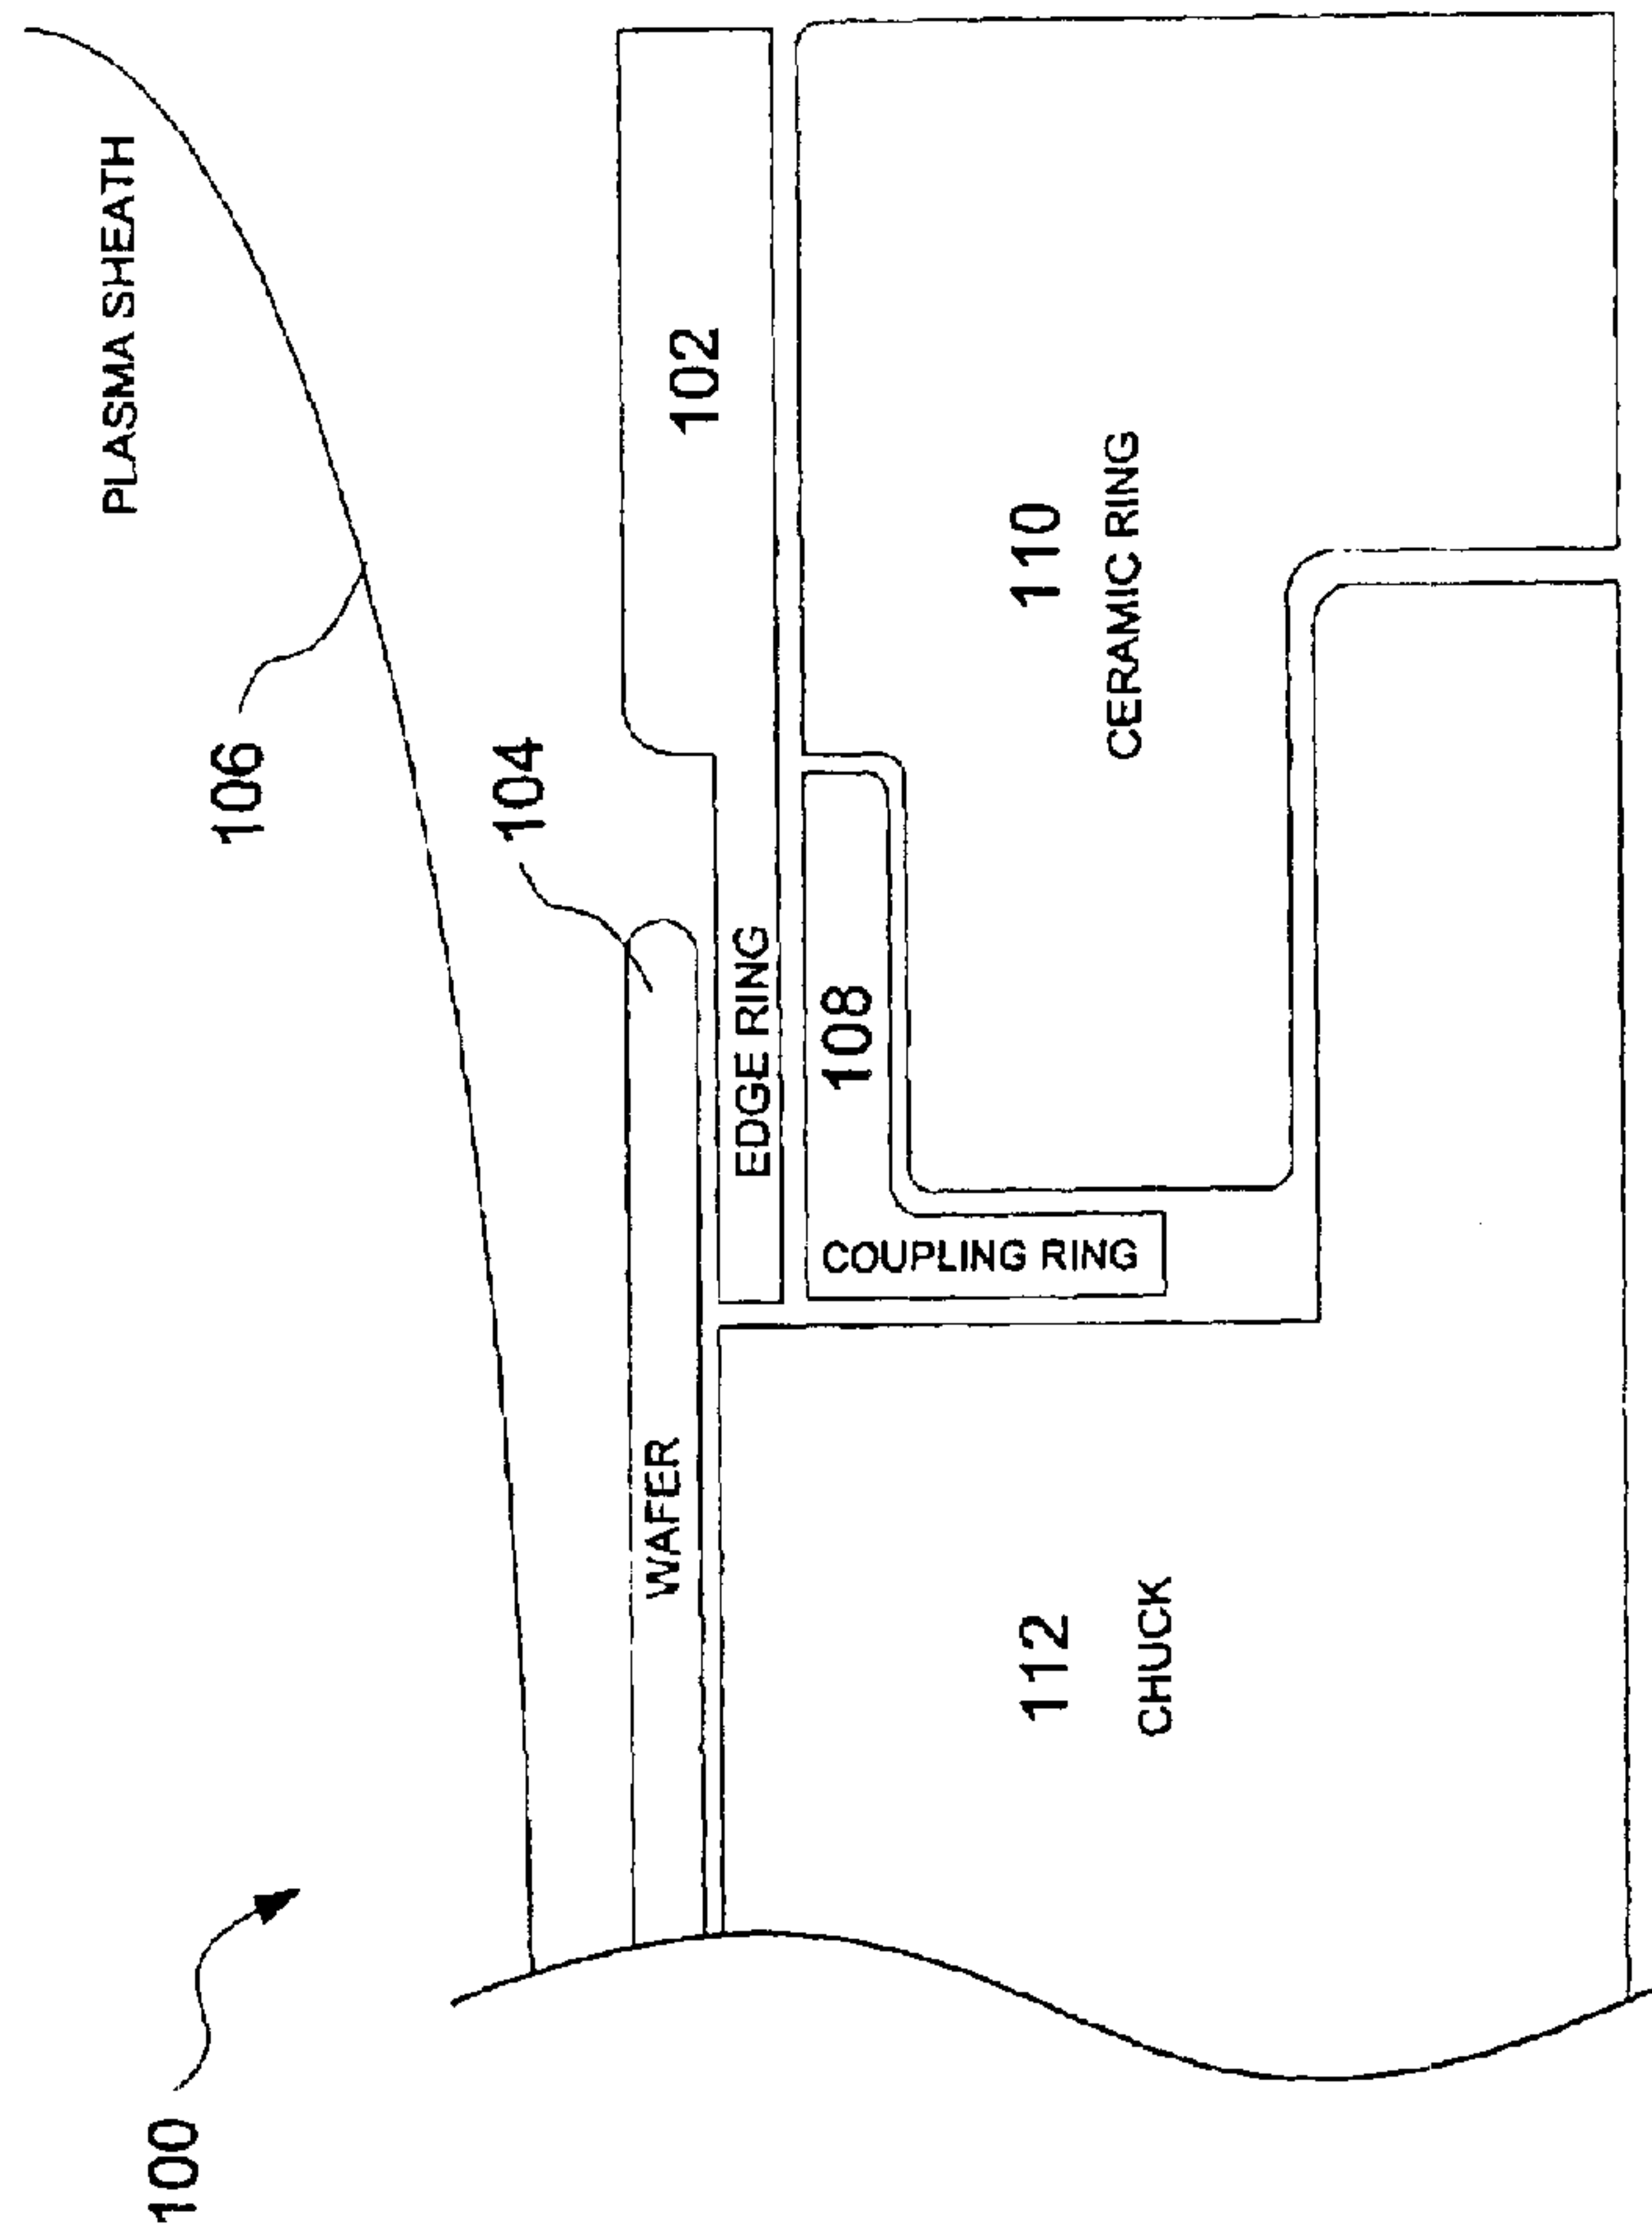 100
106
PLASMA SHEATH
104
WAFER
102
EDGE RING
108
COUPLING RING
110
CERAMIC RING
112
CHUCK